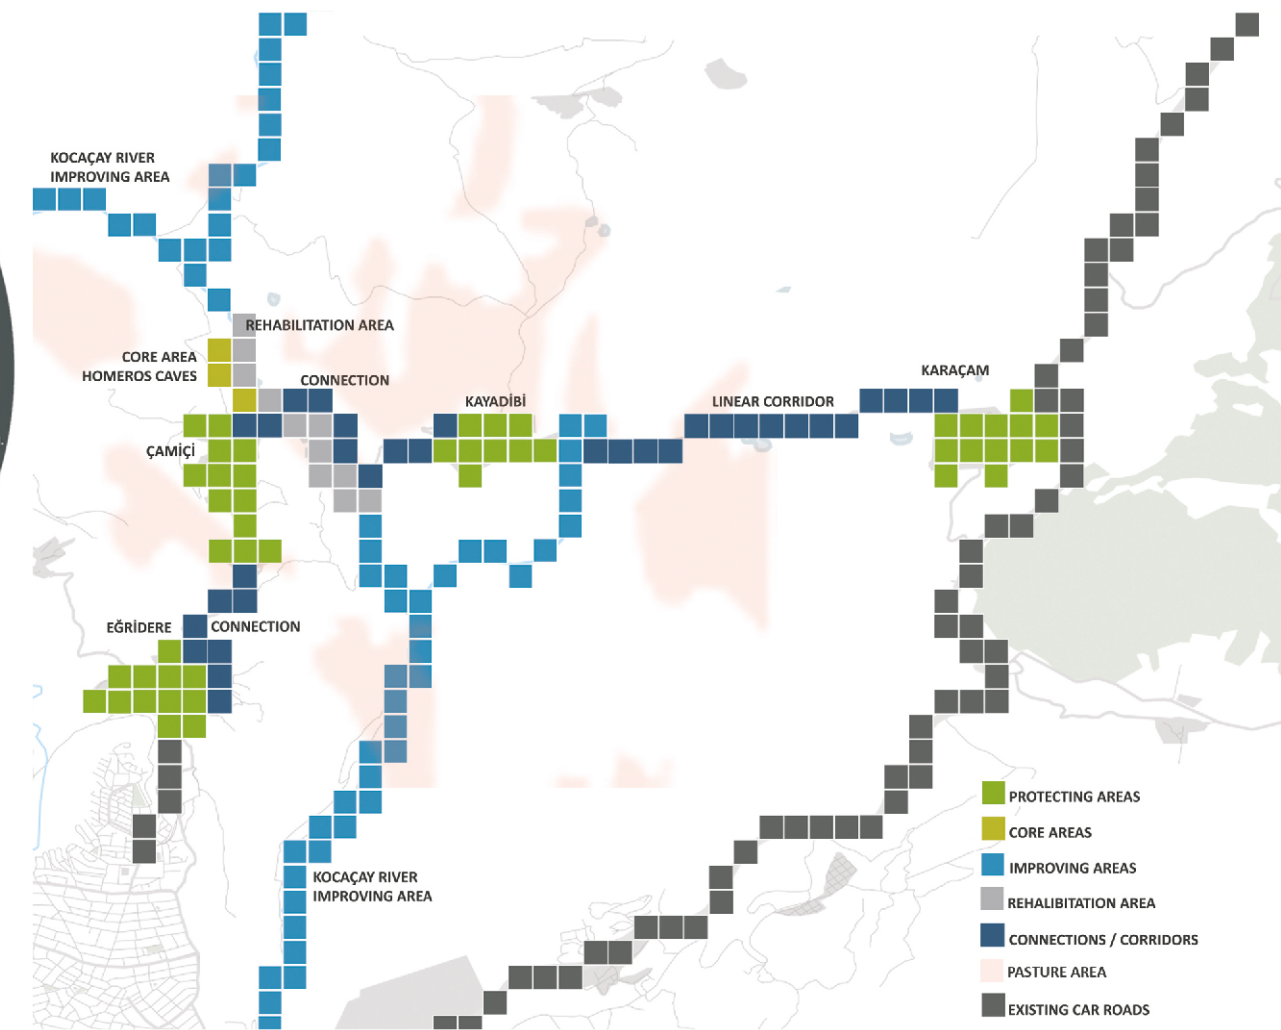 KOCAÇAY RIVER
IMPROVING AREA
REHABILITATION AREA
CORE AREA
HOMEROS CAVES
CONNECTION
KAYADİBİ
LINEAR CORRIDOR
KARAÇAM
ÇAMİÇİ
EĞRİDERE
CONNECTION
KOCAÇAY RIVER
IMPROVING AREA
PROTECTING AREAS
CORE AREAS
IMPROVING AREAS
REHALIBITATION AREA
CONNECTIONS / CORRIDORS
PASTURE AREA
EXISTING CAR ROADS